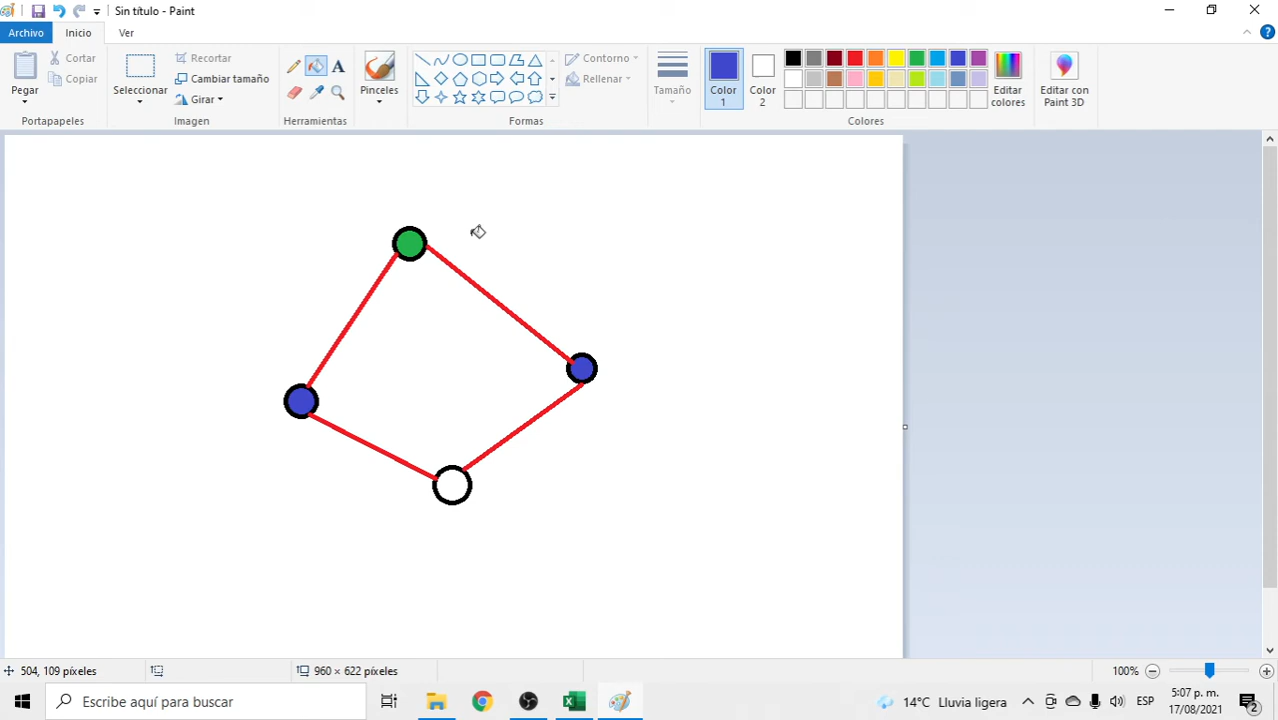 Sin título - Paint
Archivo
Inicio
Ver
Pegar
Cortar
Copiar
Portapapeles
Seleccionar
Recortar
Cambiar tamaño
Girar
Imagen
A
Herramientas
Pinceles
Contorno
Rellenar
Formas
Tamaño
Color 1
Color 2
Editar colores
Colores
Editar con Paint 3D
504, 109 píxeles
960 × 622 píxeles
100%
Escribe aquí para buscar
14°C Lluvia ligera
ESP
5:07 p. m.
17/08/2021
2